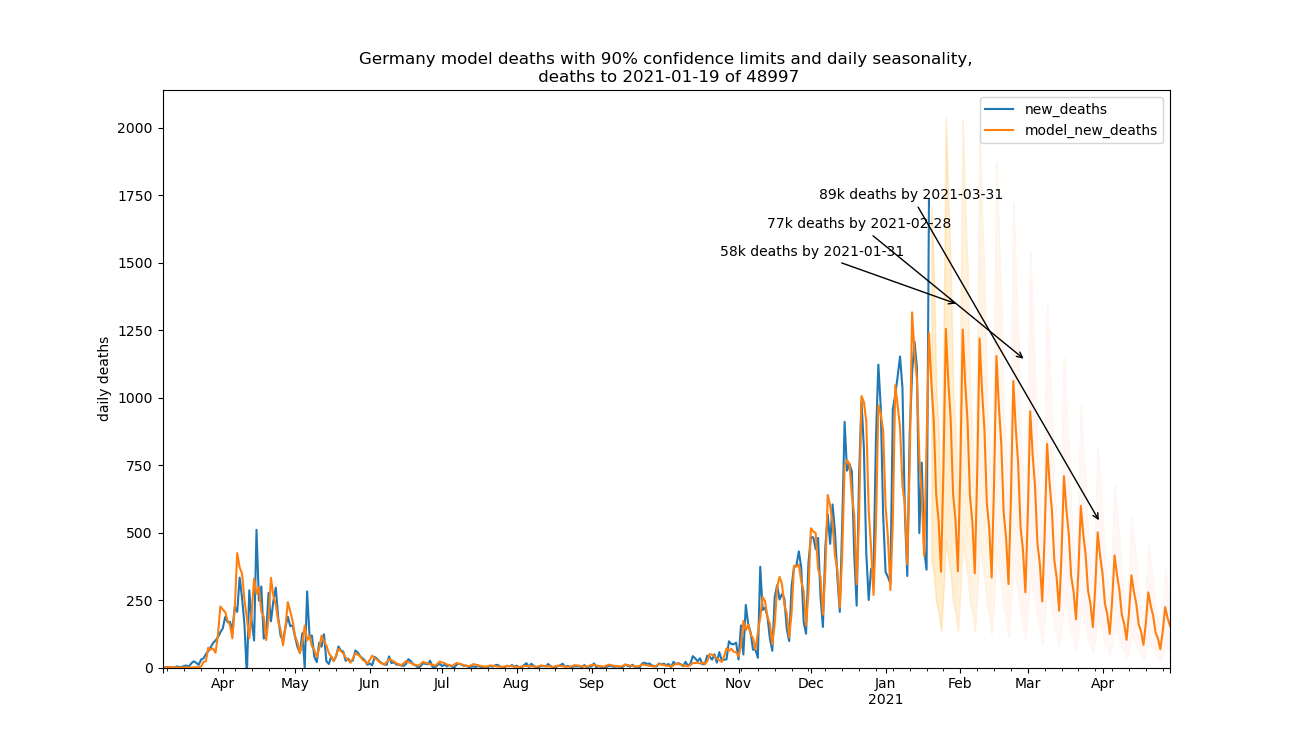 Germany model deaths with 90% confidence limits and daily seasonality,
deaths to 2021-01-19 of 48997
new_deaths
model_new_deaths
89k deaths by 2021-03-31
77k deaths by 2021-02-28
58k deaths by 2021-01-31
daily deaths
2000
1750
1500
1250
1000
750
500
250
0
Apr May Jun Jul Aug Sep Oct Nov Dec Jan Feb Mar Apr
2021